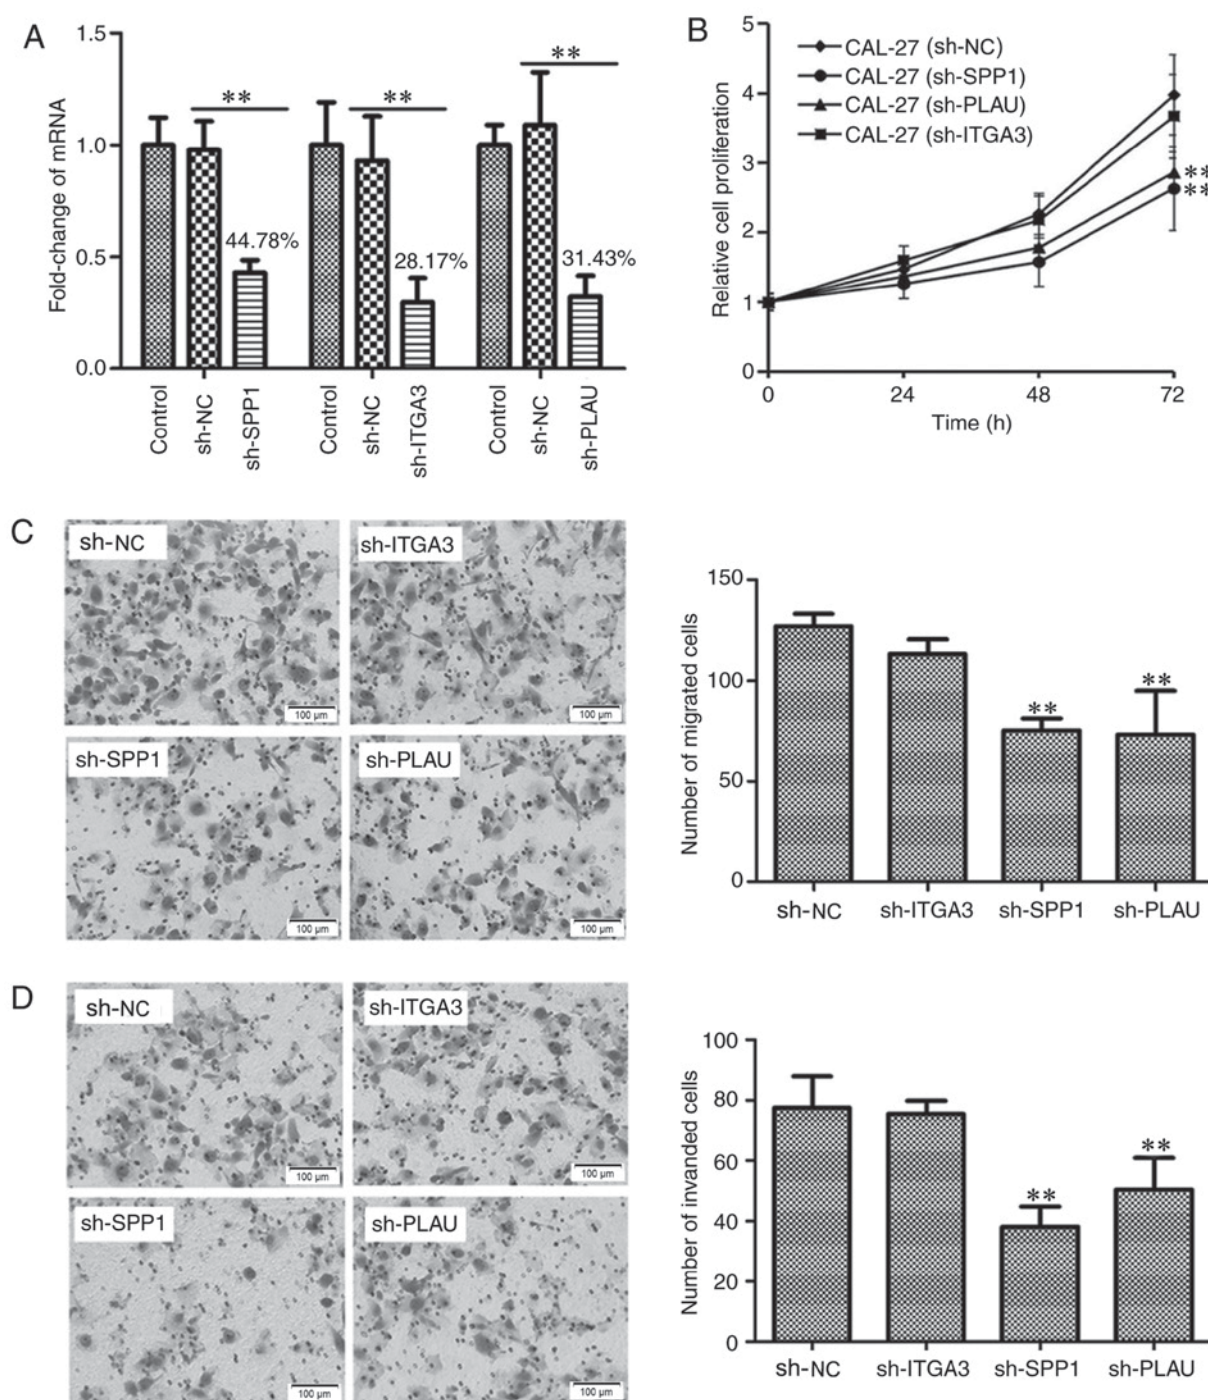 A
Fold-change of mRNA
1.5
1.0
0.5
0.0
**
**
**
44.78%
28.17%
31.43%
Control
sh-NC
sh-SPP1
Control
sh-NC
sh-ITGA3
Control
sh-NC
sh-PLAU
B
Relative cell proliferation
5
4
3
2
1
0
CAL-27 (sh-NC)
CAL-27 (sh-SPP1)
CAL-27 (sh-PLAU)
CAL-27 (sh-ITGA3)
**
**
0 24 48 72
Time (h)
C
sh-NC
100 µm
sh-ITGA3
100 µm
sh-SPP1
100 µm
sh-PLAU
100 µm
Number of migrated cells
150
100
50
0
**
**
sh-NC sh-ITGA3 sh-SPP1 sh-PLAU
D
sh-NC
100 µm
sh-ITGA3
100 µm
sh-SPP1
100 µm
sh-PLAU
100 µm
Number of invanded cells
100
80
60
40
20
0
**
**
sh-NC sh-ITGA3 sh-SPP1 sh-PLAU